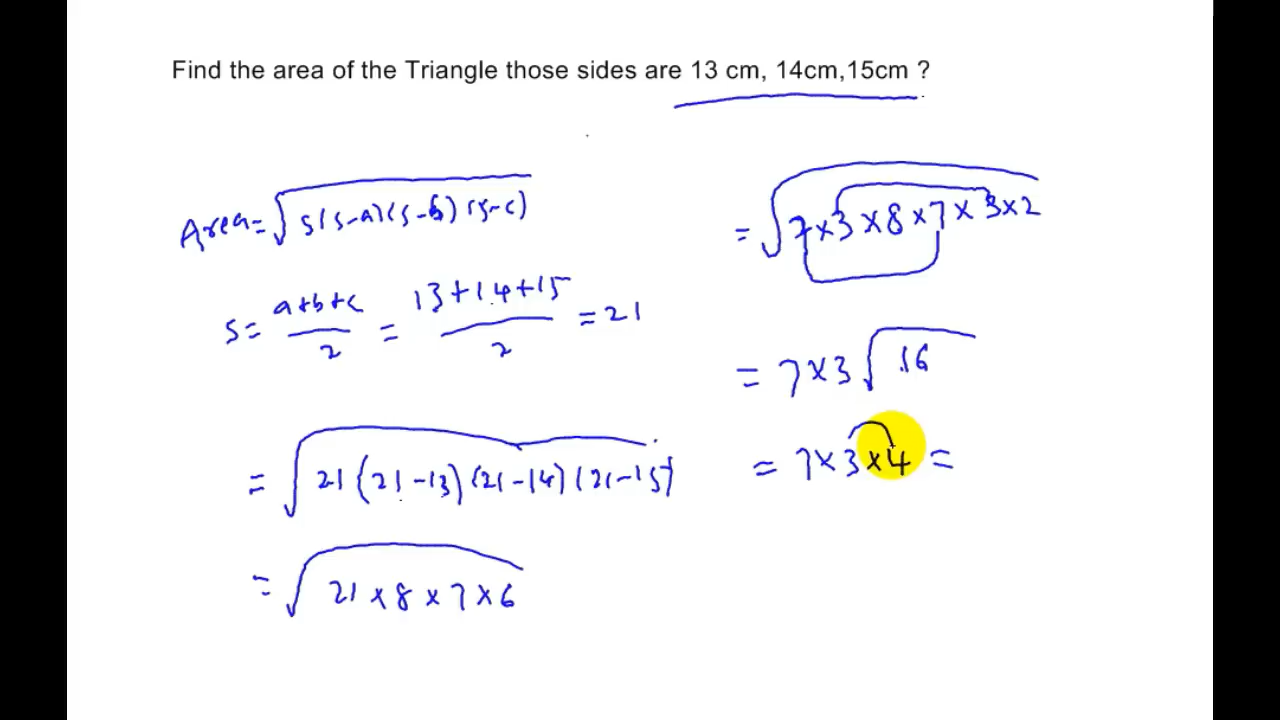 Find the area of the Triangle those sides are 13 cm, 14cm,15cm ?
Area=√s(s-a)(s-b)(s-c)
s= a+b+c/2 = 13+14+15/2 =21
= √21(21-13)(21-14)(21-15)
= √21×8×7×6
= √7×3×8×7×3×2
= 7×3√16
= 7×3×4 =